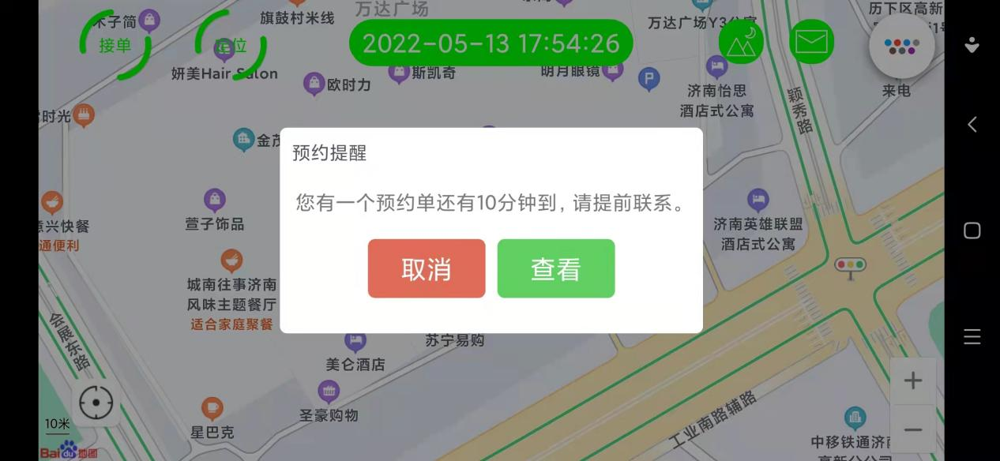 木子简
旗鼓村米线
万达广场
万达广场Y3公寓
历下区高新
接单
定位
2022-05-13 17:54:26
妍美Hair Salon
欧时力
斯凯奇
明月眼镜
P
济南怡思
酒店式公寓
来电
颖秀路
时光
金茂
预约提醒
您有一个预约单还有10分钟到，请提前联系。
取消
查看
意兴快餐
通便利
萱子饰品
济南英雄联盟
酒店式公寓
城南往事济南
风味主题餐厅
适合家庭聚餐
会展东路
苏宁易购
美仑酒店
圣豪购物
星巴克
工业南路辅路
中移铁通济南
高新分公司
10米
Bai du 地图